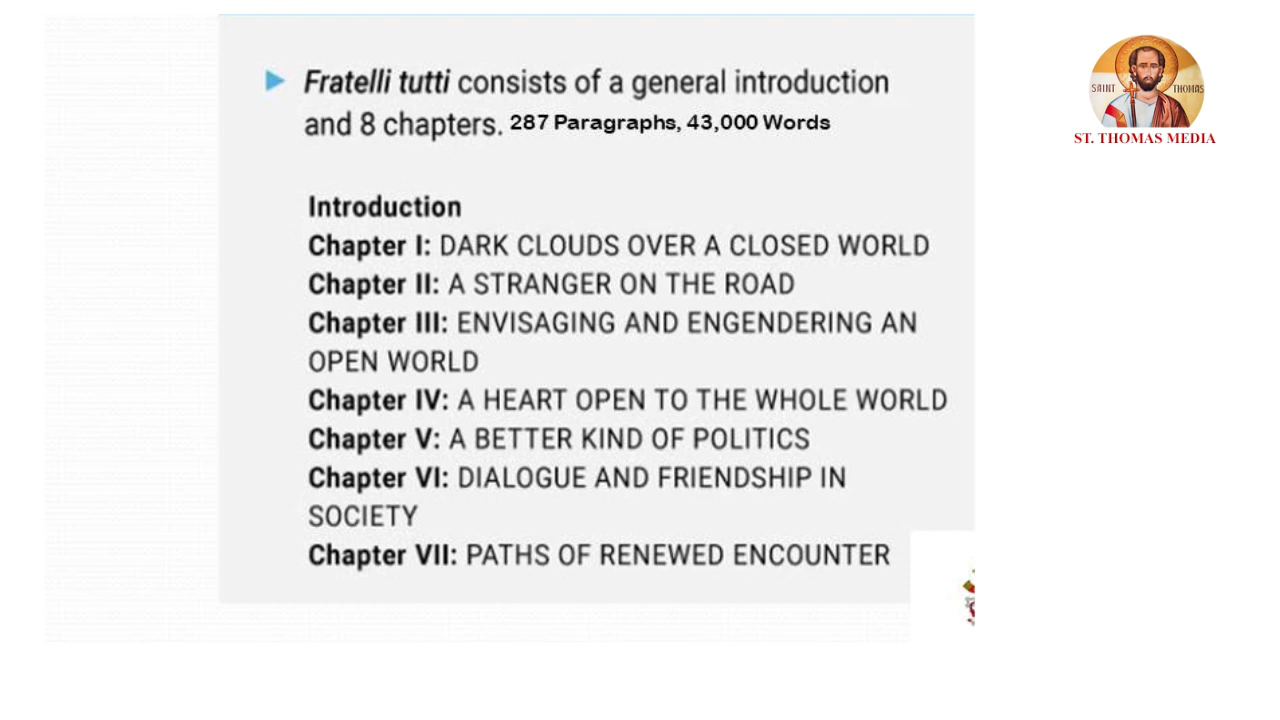 Fratelli tutti consists of a general introduction
and 8 chapters. 287 Paragraphs, 43,000 Words
Introduction
Chapter I: DARK CLOUDS OVER A CLOSED WORLD
Chapter II: A STRANGER ON THE ROAD
Chapter III: ENVISAGING AND ENGENDERING AN
OPEN WORLD
Chapter IV: A HEART OPEN TO THE WHOLE WORLD
Chapter V: A BETTER KIND OF POLITICS
Chapter VI: DIALOGUE AND FRIENDSHIP IN
SOCIETY
Chapter VII: PATHS OF RENEWED ENCOUNTER
SAINT THOMAS
ST. THOMAS MEDIA